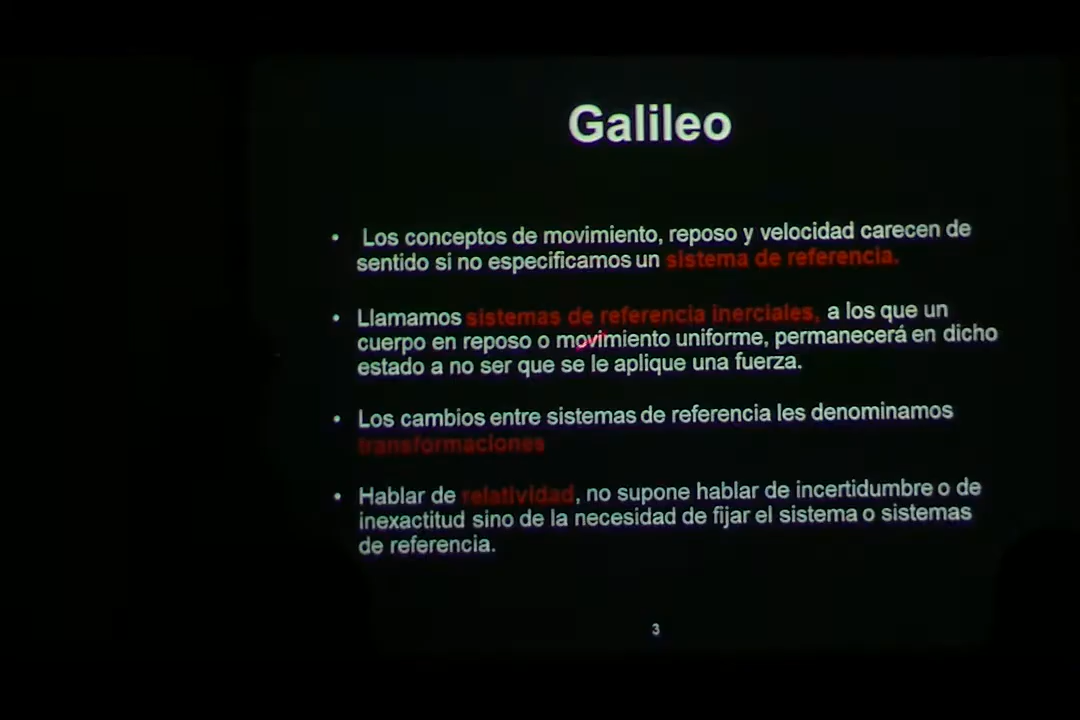 Galileo
• Los conceptos de movimiento, reposo y velocidad carecen de
sentido si no especificamos un sistema de referencia.
• Llamamos sistemas de referencia inerciales, a los que un
cuerpo en reposo o movimiento uniforme, permanecerá en dicho
estado a no ser que se le aplique una fuerza.
• Los cambios entre sistemas de referencia les denominamos
transformaciones
• Hablar de relatividad, no supone hablar de incertidumbre o de
inexactitud sino de la necesidad de fijar el sistema o sistemas
de referencia.
3